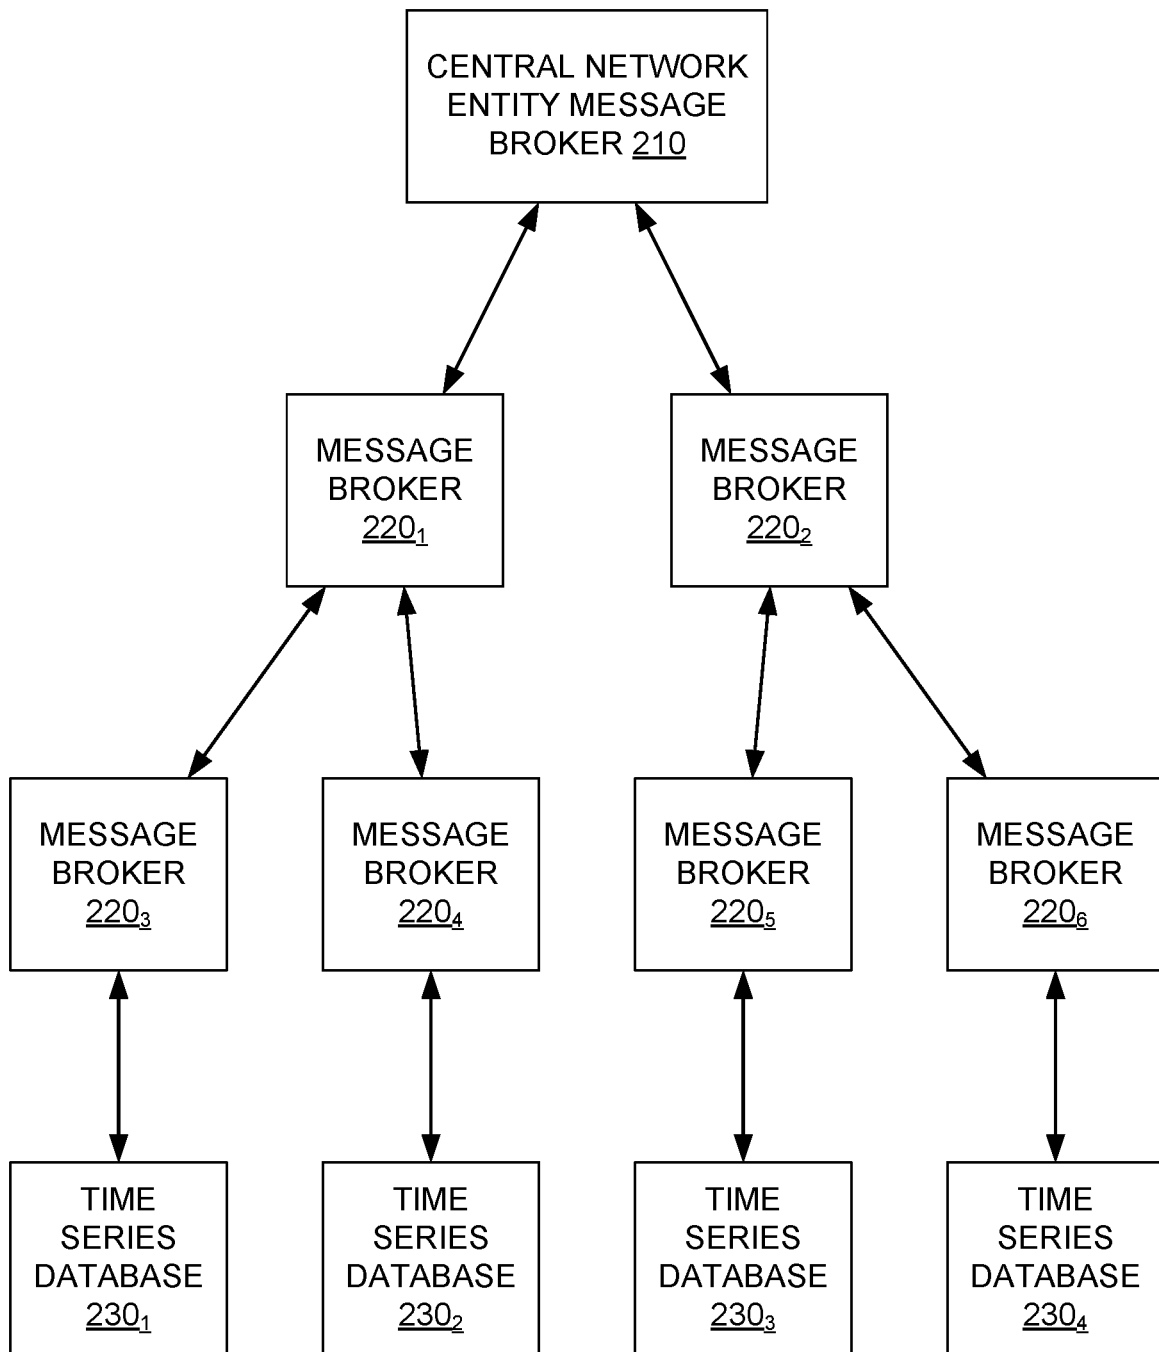 CENTRAL NETWORK
ENTITY MESSAGE
BROKER 210
MESSAGE
BROKER
220₁
MESSAGE
BROKER
220₂
MESSAGE
BROKER
220₃
MESSAGE
BROKER
220₄
MESSAGE
BROKER
220₅
MESSAGE
BROKER
220₆
TIME
SERIES
DATABASE
230₁
TIME
SERIES
DATABASE
230₂
TIME
SERIES
DATABASE
230₃
TIME
SERIES
DATABASE
230₄